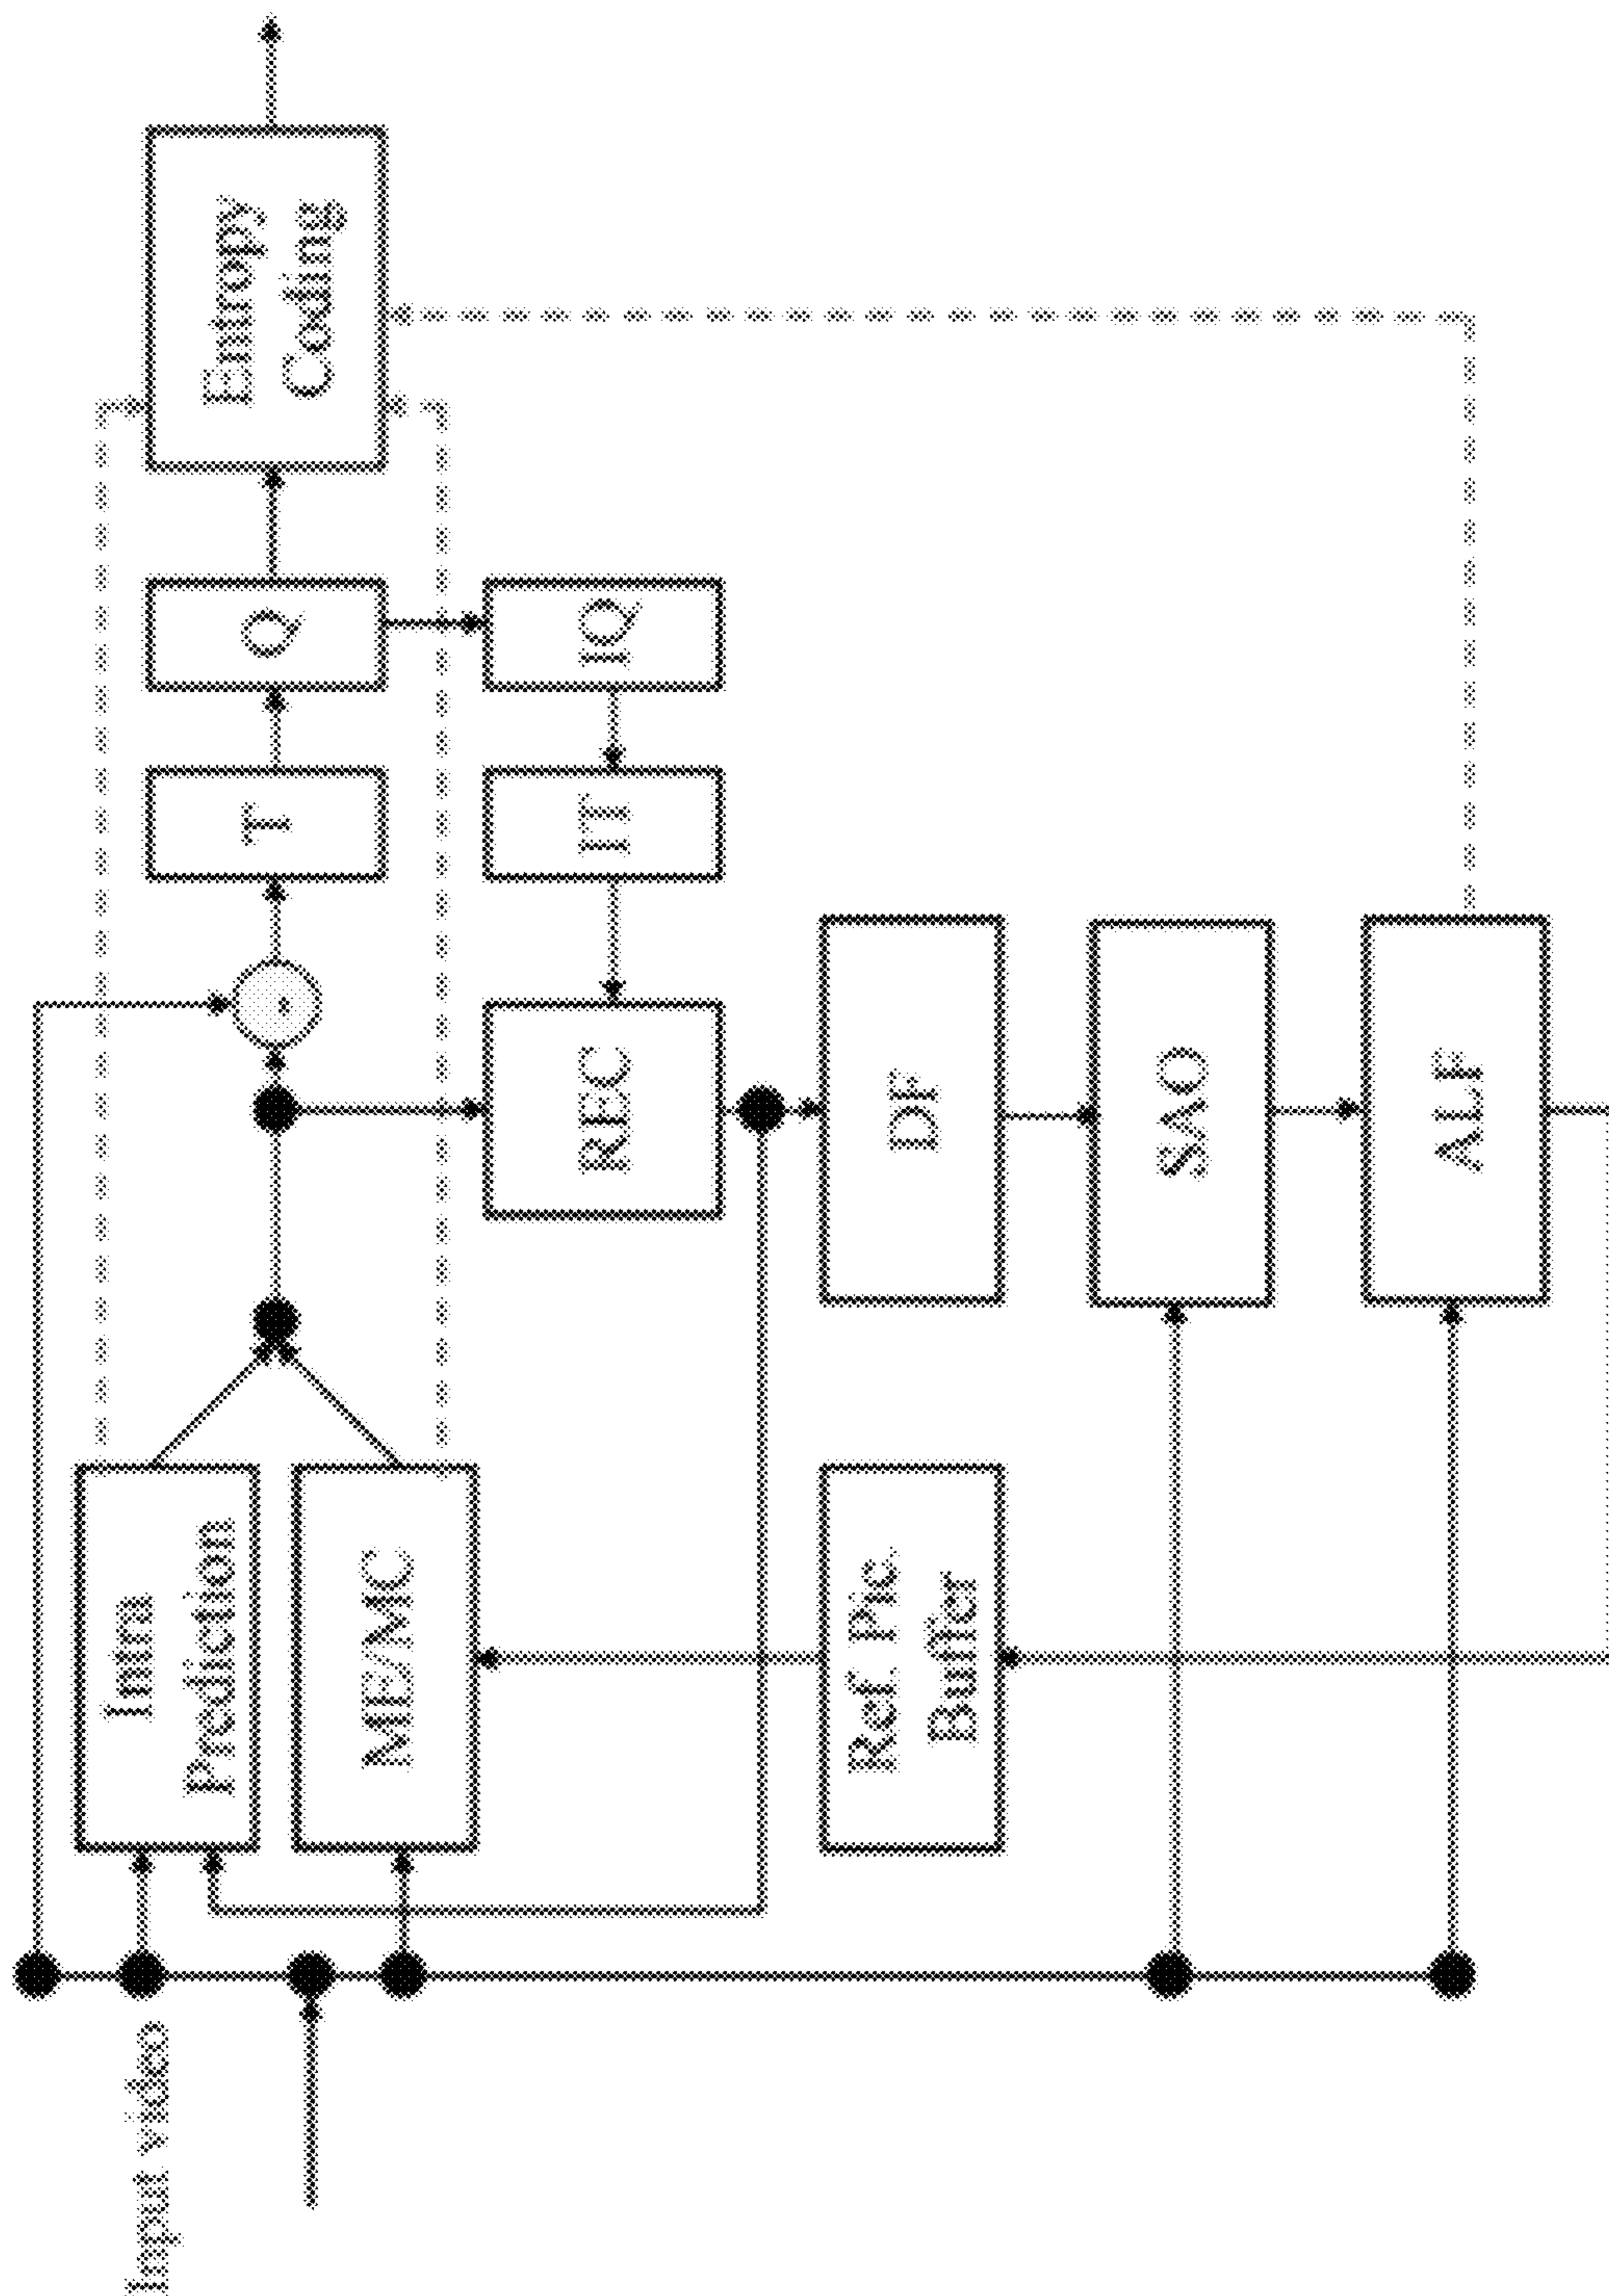 Input video
Intra
Prediction
ME/MC
Ref. Pic.
Buffer
-
T
Q
Entropy
Coding
REC
IT
IQ
DF
SAO
ALF